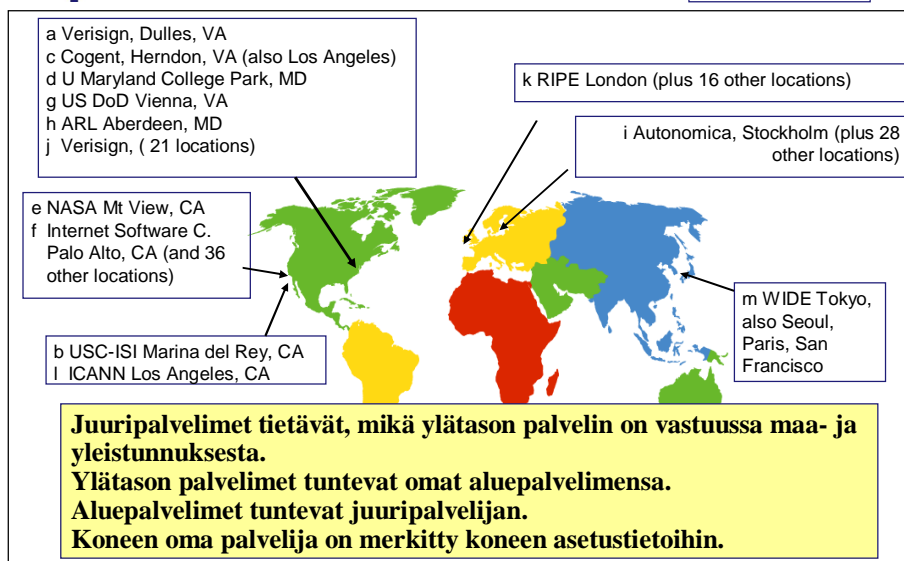 a Verisign, Dulles, VA
c Cogent, Herndon, VA (also Los Angeles)
d U Maryland College Park, MD
g US DoD Vienna, VA
h ARL Aberdeen, MD
j Verisign, ( 21 locations)
k RIPE London (plus 16 other locations)
i Autonomica, Stockholm (plus 28
other locations)
e NASA Mt View, CA
f Internet Software C.
Palo Alto, CA (and 36
other locations)
m WIDE Tokyo,
also Seoul,
Paris, San
Francisco
b USC-ISI Marina del Rey, CA
l ICANN Los Angeles, CA
Juuripalvelimet tietävät, mikä ylätason palvelin on vastuussa maa- ja
yleistunnuksesta.
Ylätason palvelimet tuntevat omat aluepalvelimensa.
Aluepalvelimet tuntevat juuripalvelijan.
Koneen oma palvelija on merkitty koneen asetustietoihin.